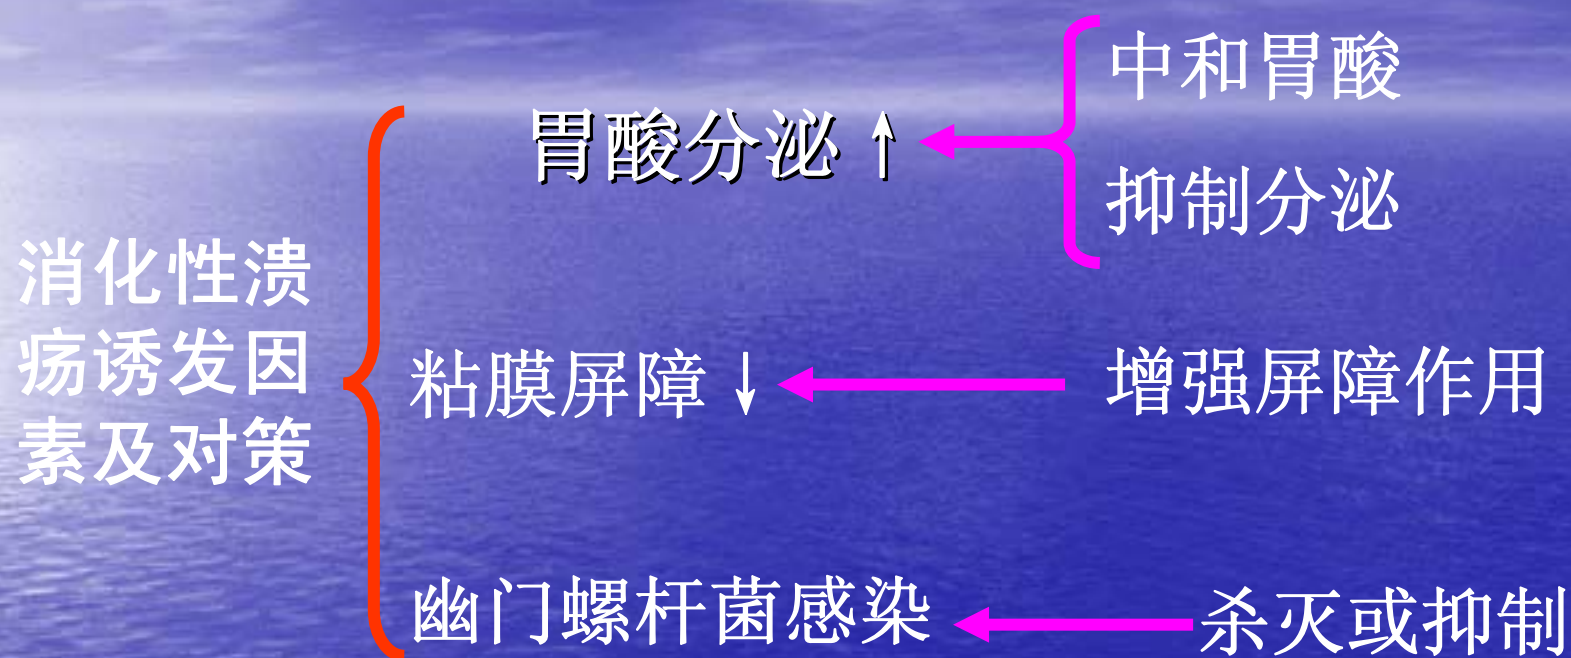 消化性溃
疡诱发因
素及对策
胃酸分泌↑
中和胃酸
抑制分泌
粘膜屏障↓
增强屏障作用
幽门螺杆菌感染
杀灭或抑制